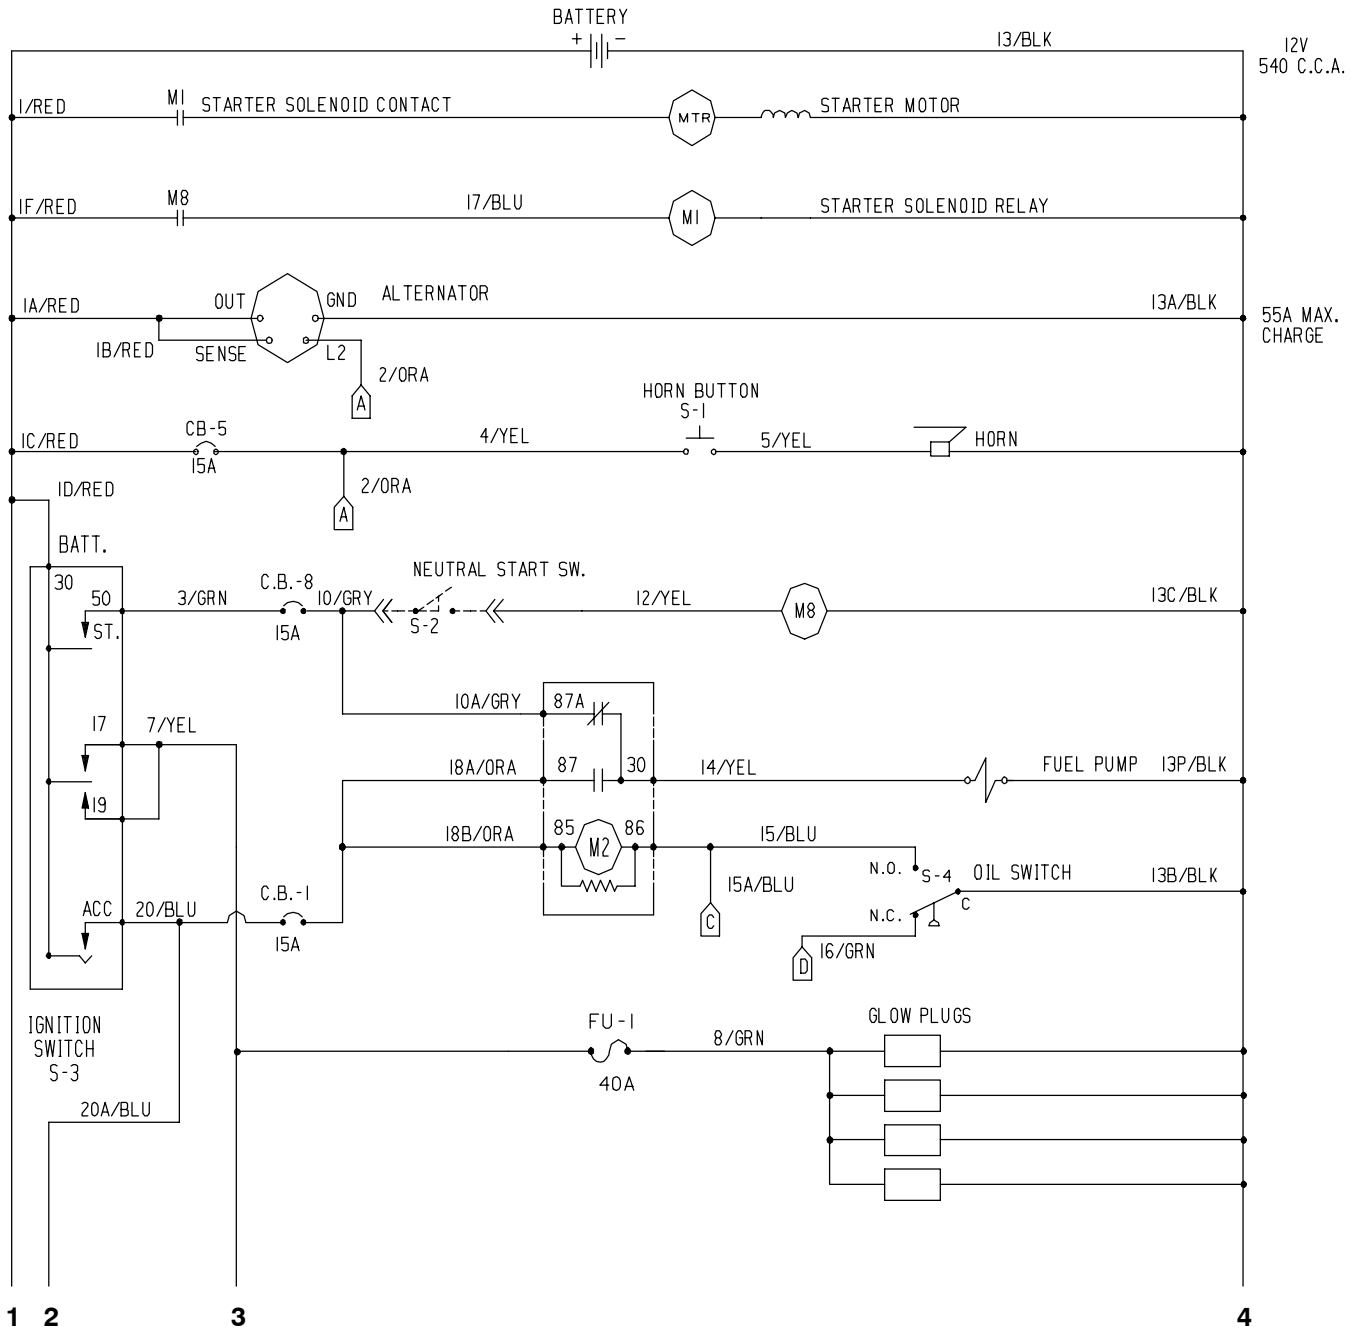 BATTERY
+ −
13/BLK
12V
540 C.C.A.
1/RED
M1
STARTER SOLENOID CONTACT
MTR
STARTER MOTOR
1F/RED
M8
17/BLU
M1
STARTER SOLENOID RELAY
1A/RED
OUT
GND
ALTERNATOR
13A/BLK
55A MAX.
CHARGE
1B/RED
SENSE
L2
2/ORA
A
HORN BUTTON
S-1
1C/RED
CB-5
15A
4/YEL
5/YEL
HORN
1D/RED
2/ORA
A
BATT.
30
50
ST.
3/GRN
C.B.-8
15A
10/GRY
NEUTRAL START SW.
S-2
12/YEL
M8
13C/BLK
10A/GRY
87A
17
7/YEL
18A/ORA
87
30
14/YEL
FUEL PUMP
13P/BLK
19
18B/ORA
85
M2
86
15/BLU
N.O.
S-4
OIL SWITCH
13B/BLK
15A/BLU
C
N.C.
C
ACC
20/BLU
C.B.-1
15A
16/GRN
D
IGNITION
SWITCH
S-3
FU-1
40A
8/GRN
GLOW PLUGS
20A/BLU
1 2 3 4